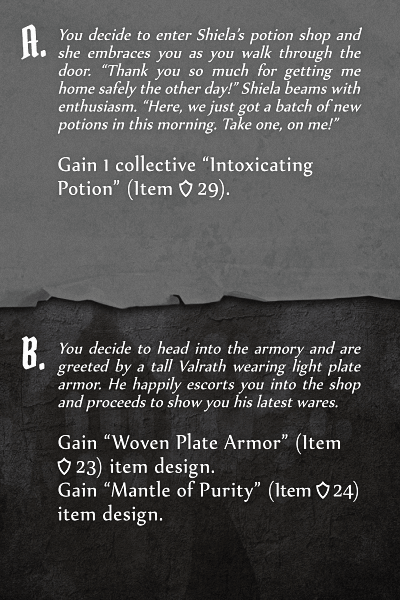 A.
You decide to enter Shiela's potion shop and
she embraces you as you walk through the
door. “Thank you so much for getting me
home safely the other day!” Shiela beams with
enthusiasm. “Here, we just got a batch of new
potions in this morning. Take one, on me!”
Gain 1 collective “Intoxicating
Potion” (Item 29).
B.
You decide to head into the armory and are
greeted by a tall Valrath wearing light plate
armor. He happily escorts you into the shop
and proceeds to show you his latest wares.
Gain “Woven Plate Armor” (Item
23) item design.
Gain “Mantle of Purity” (Item 24)
item design.